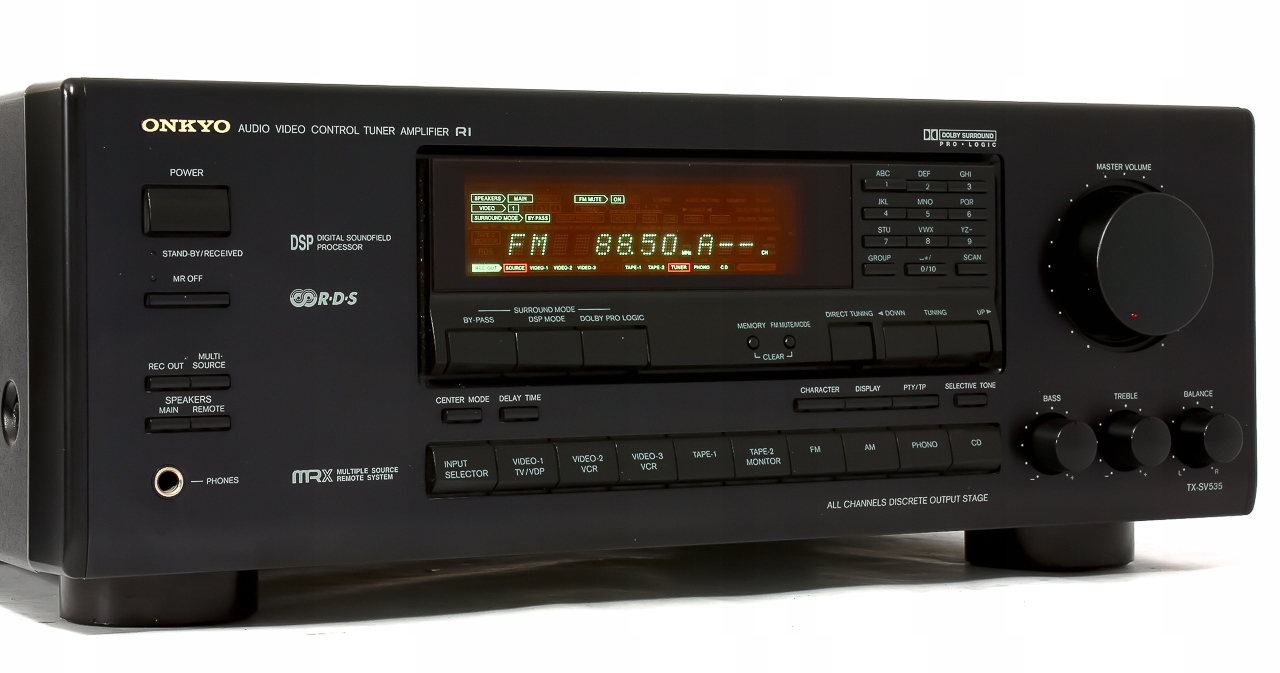 ONKYO AUDIO VIDEO CONTROL TUNER AMPLIFIER RI
DOLBY SURROUND
PRO • LOGIC
POWER
STAND-BY/RECEIVED
MR OFF
DSP DIGITAL SOUNDFIELD
PROCESSOR
R•D•S
SPEAKERS MAIN FM MUTE ON
VIDEO 1
SURROUND MODE BY PASS
FM 88.50 MHz A-- CH
SOURCE VIDEO-1 VIDEO-2 VIDEO-3 TAPE-1 TAPE-2 TUNER PHONO CD
ABC DEF GHI
1 2 3
JKL MNO PQR
4 5 6
STU VWX YZ-
7 8 9
GROUP ␣+/ SCAN
0/10
MASTER VOLUME
SURROUND MODE
BY-PASS DSP MODE DOLBY PRO LOGIC
MEMORY FM MUTE/MODE
CLEAR
DIRECT TUNING ◄ DOWN TUNING UP ►
REC OUT MULTI-
SOURCE
SPEAKERS
MAIN REMOTE
CENTER MODE DELAY TIME
CHARACTER DISPLAY PTY/TP SELECTIVE TONE
BASS TREBLE BALANCE
- + - + L R
INPUT
SELECTOR
VIDEO-1
TV/VDP
VIDEO-2
VCR
VIDEO-3
VCR
TAPE-1
TAPE-2
MONITOR
FM
AM
PHONO
CD
PHONES
MRX MULTIPLE SOURCE
REMOTE SYSTEM
ALL CHANNELS DISCRETE OUTPUT STAGE
TX-SV535